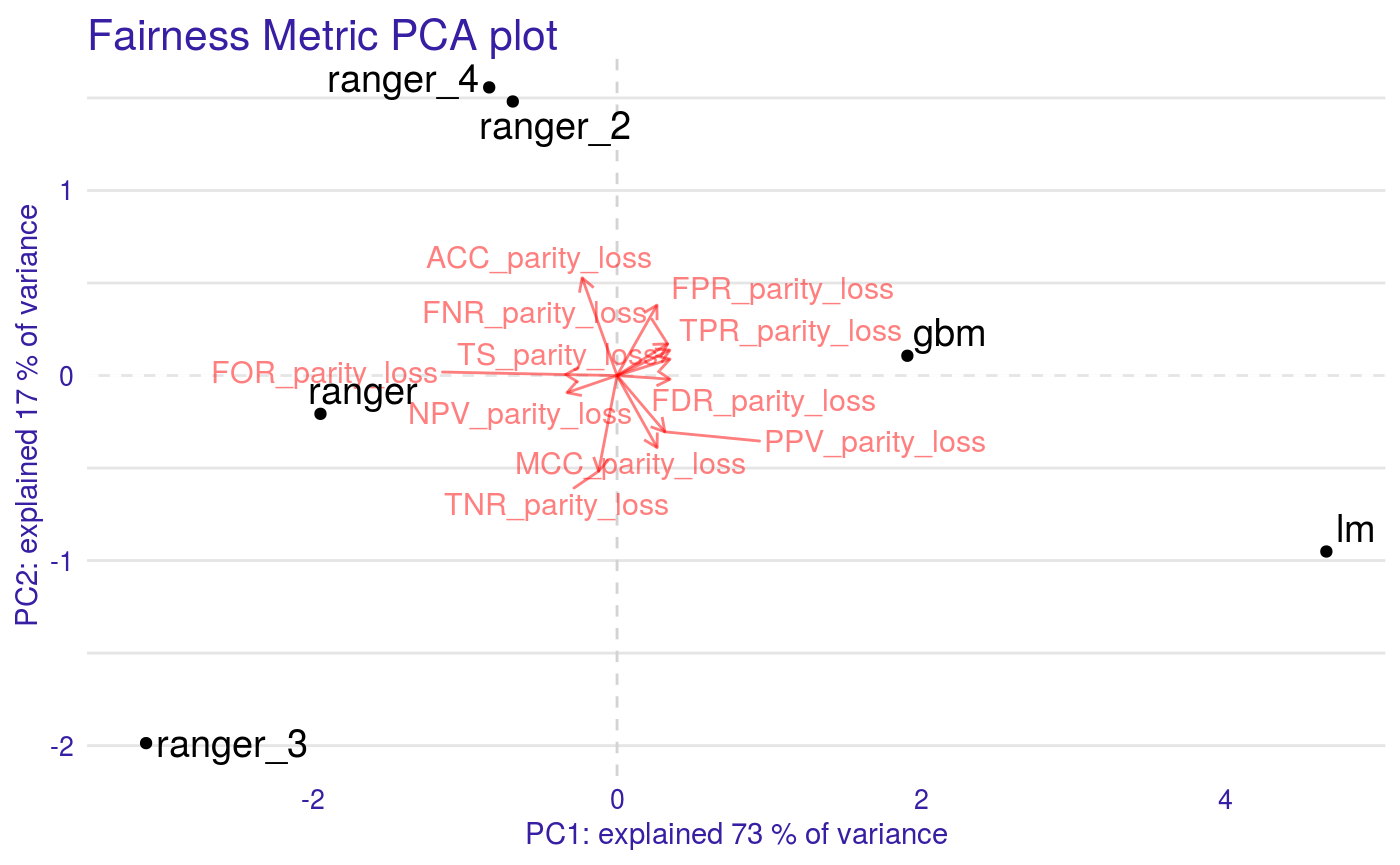 Fairness Metric PCA plot
ranger_4
ranger_2
1
ACC_parity_loss
FPR_parity_loss
FNR_parity_loss
TPR_parity_loss
gbm
TS_parity_loss
FOR_parity_loss
0
ranger
FDR_parity_loss
NPV_parity_loss
PPV_parity_loss
MCC_parity_loss
TNR_parity_loss
lm
-1
-2
ranger_3
PC2: explained 17 % of variance
-2
0
2
4
PC1: explained 73 % of variance